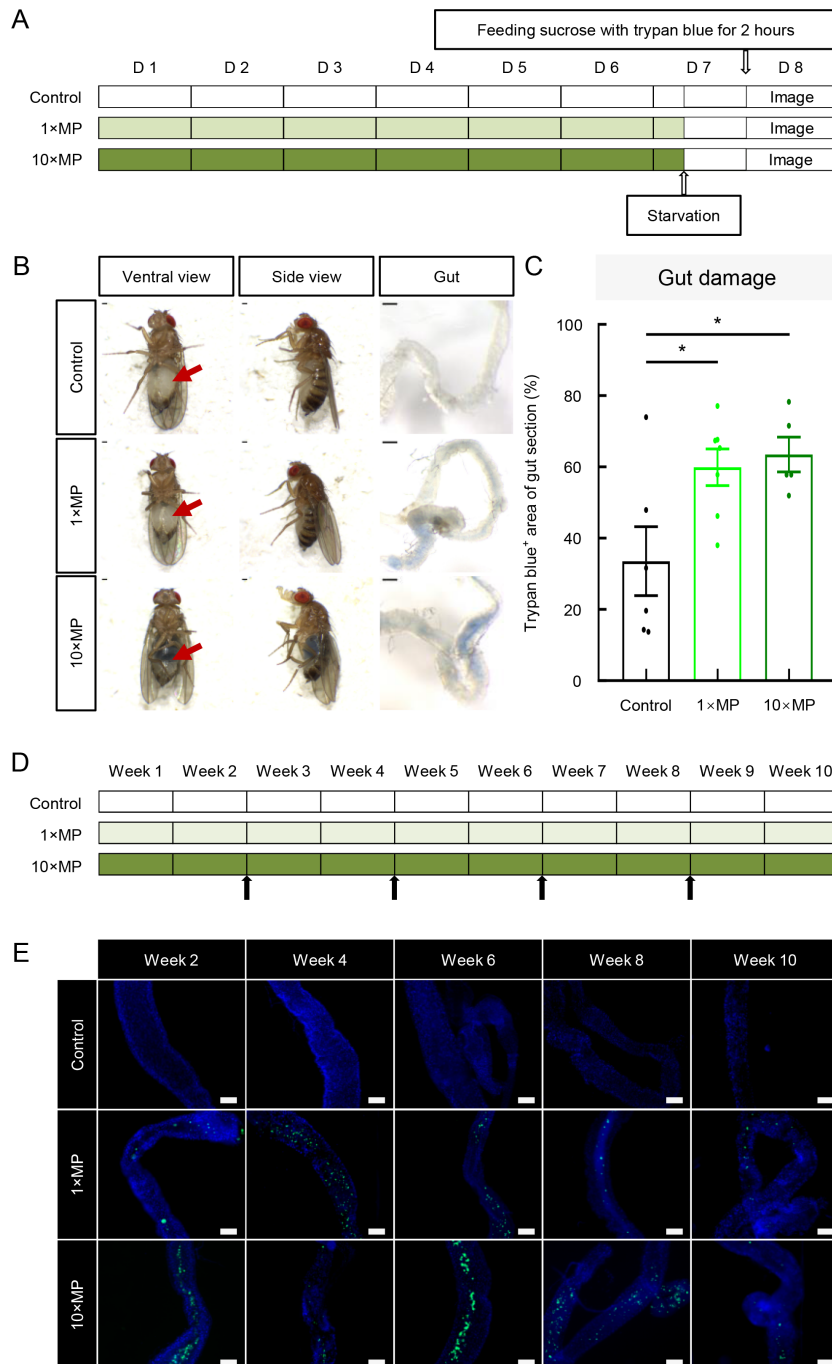 A
Feeding sucrose with trypan blue for 2 hours
D 1 D 2 D 3 D 4 D 5 D 6 D 7 D 8
Control Image
1×MP Image
10×MP Image
Starvation
B
Ventral view Side view Gut
Control
1×MP
10×MP
C
Gut damage
Trypan blue+ area of gut section (%)
100
80
60
40
20
0
*
*
Control 1×MP 10×MP
D
Week 1 Week 2 Week 3 Week 4 Week 5 Week 6 Week 7 Week 8 Week 9 Week 10
Control
1×MP
10×MP
E
Week 2 Week 4 Week 6 Week 8 Week 10
Control
1×MP
10×MP